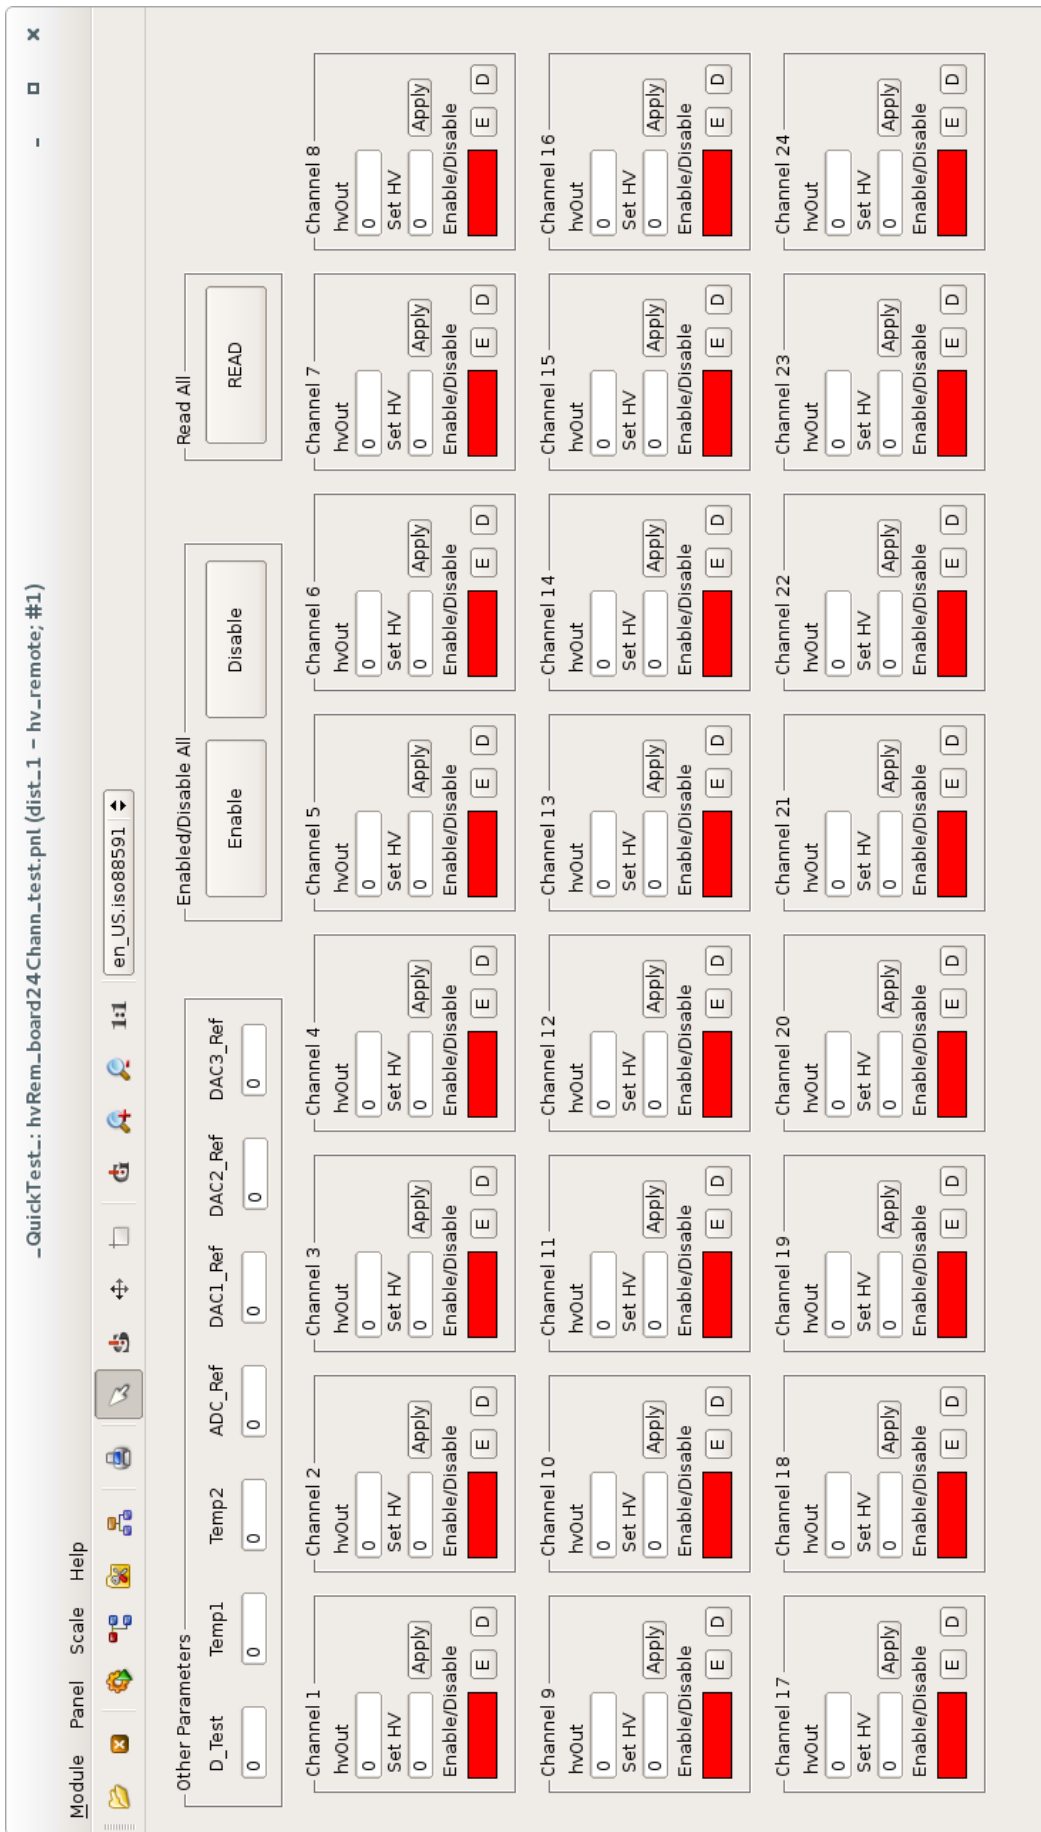 _QuickTest_: hvRem_board24Chann_test.pnl (dist_1 - hv_remote; #1)
Module Panel Scale Help
1:1 en_US.iso88591
Other Parameters
D_Test Temp1 Temp2 ADC_Ref DAC1_Ref DAC2_Ref DAC3_Ref
0 0 0 0 0 0 0
Enabled/Disable All
Enable Disable
Read All
READ
Channel 1
hvOut
0
Set HV
0 Apply
Enable/Disable
E D
Channel 2
hvOut
0
Set HV
0 Apply
Enable/Disable
E D
Channel 3
hvOut
0
Set HV
0 Apply
Enable/Disable
E D
Channel 4
hvOut
0
Set HV
0 Apply
Enable/Disable
E D
Channel 5
hvOut
0
Set HV
0 Apply
Enable/Disable
E D
Channel 6
hvOut
0
Set HV
0 Apply
Enable/Disable
E D
Channel 7
hvOut
0
Set HV
0 Apply
Enable/Disable
E D
Channel 8
hvOut
0
Set HV
0 Apply
Enable/Disable
E D
Channel 9
hvOut
0
Set HV
0 Apply
Enable/Disable
E D
Channel 10
hvOut
0
Set HV
0 Apply
Enable/Disable
E D
Channel 11
hvOut
0
Set HV
0 Apply
Enable/Disable
E D
Channel 12
hvOut
0
Set HV
0 Apply
Enable/Disable
E D
Channel 13
hvOut
0
Set HV
0 Apply
Enable/Disable
E D
Channel 14
hvOut
0
Set HV
0 Apply
Enable/Disable
E D
Channel 15
hvOut
0
Set HV
0 Apply
Enable/Disable
E D
Channel 16
hvOut
0
Set HV
0 Apply
Enable/Disable
E D
Channel 17
hvOut
0
Set HV
0 Apply
Enable/Disable
E D
Channel 18
hvOut
0
Set HV
0 Apply
Enable/Disable
E D
Channel 19
hvOut
0
Set HV
0 Apply
Enable/Disable
E D
Channel 20
hvOut
0
Set HV
0 Apply
Enable/Disable
E D
Channel 21
hvOut
0
Set HV
0 Apply
Enable/Disable
E D
Channel 22
hvOut
0
Set HV
0 Apply
Enable/Disable
E D
Channel 23
hvOut
0
Set HV
0 Apply
Enable/Disable
E D
Channel 24
hvOut
0
Set HV
0 Apply
Enable/Disable
E D